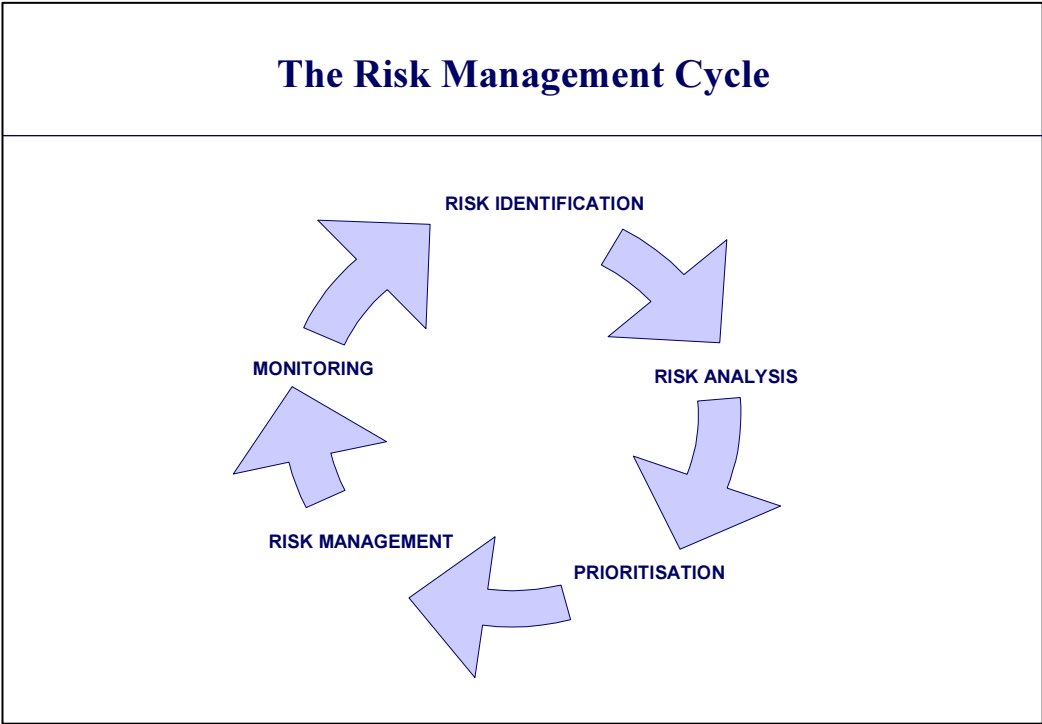 The Risk Management Cycle
RISK IDENTIFICATION
RISK ANALYSIS
PRIORITISATION
RISK MANAGEMENT
MONITORING